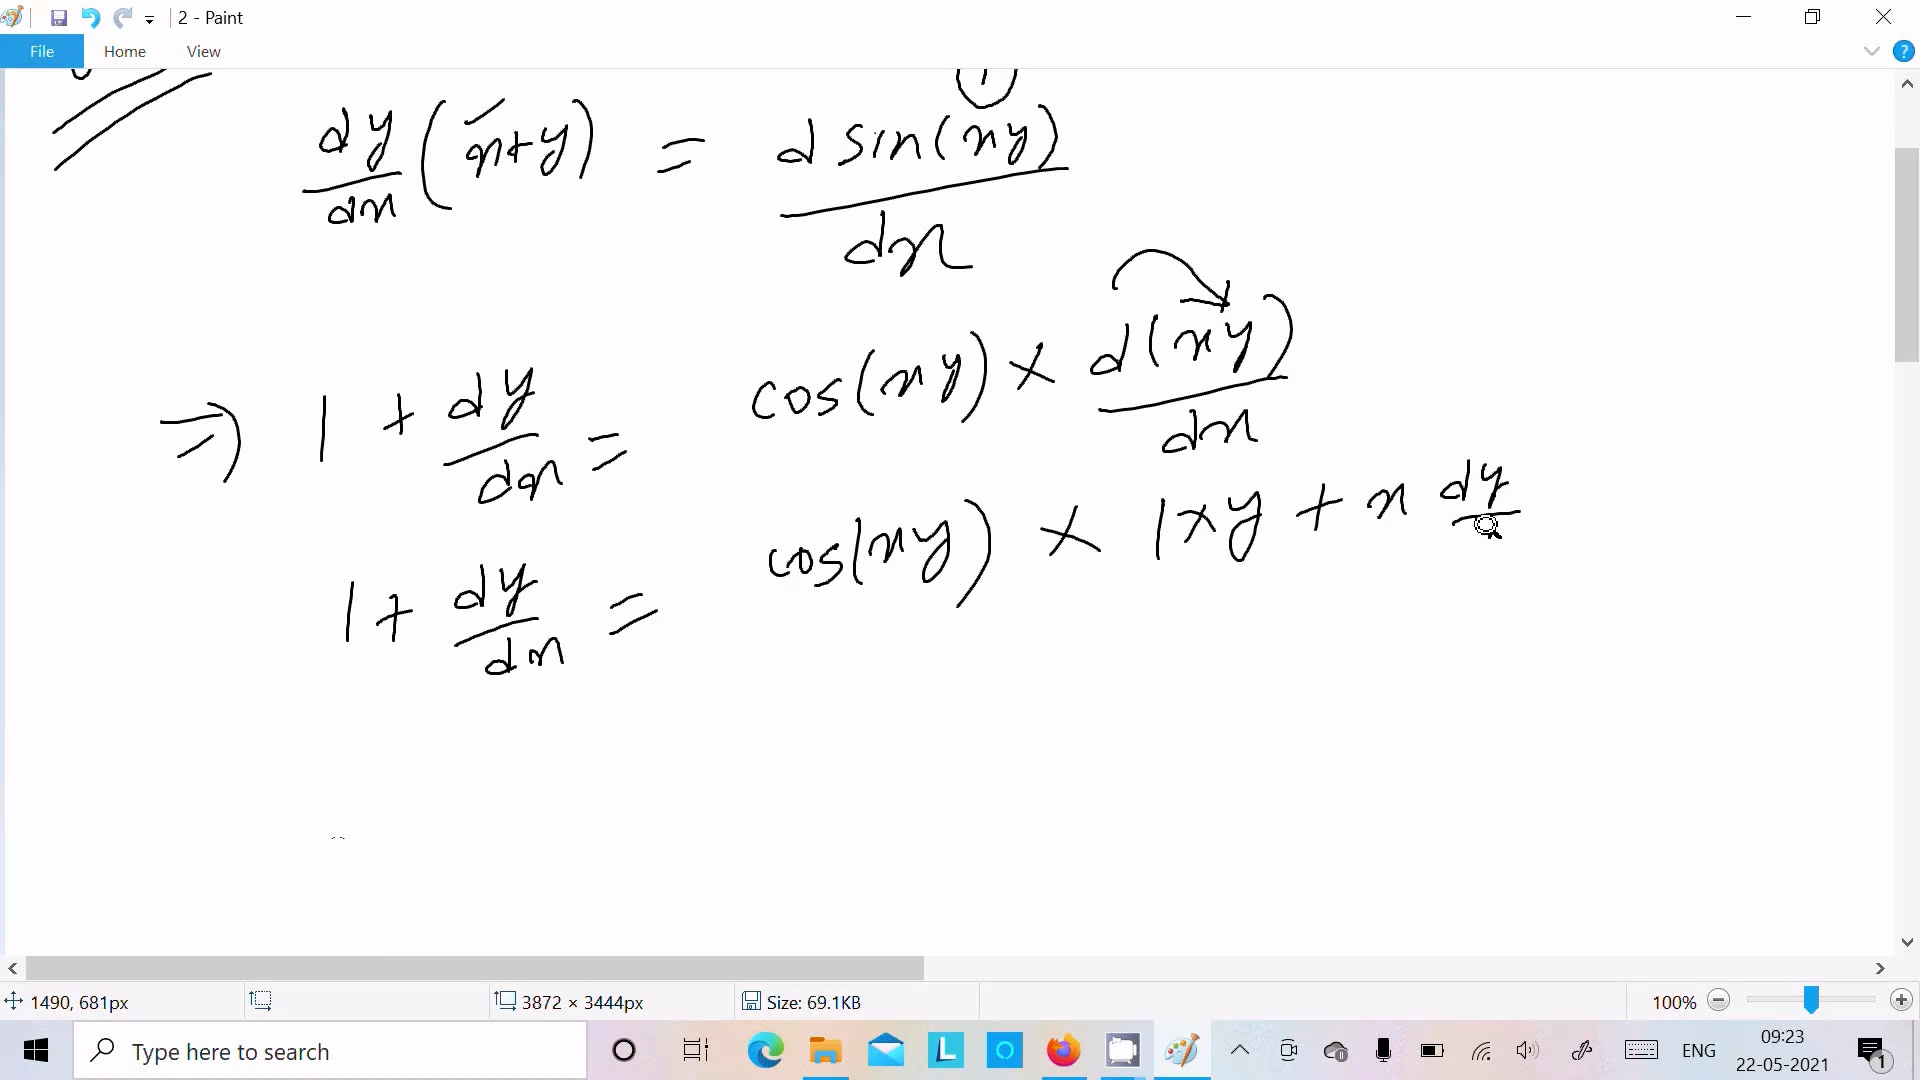 2 - Paint
File Home View
1
dy/dx (x+y) = d sin(xy)/dx
⇒) 1 + dy/dx = cos(xy) × d(xy)/dx
1 + dy/dx = cos(xy) × 1×y + x dy
1490, 681px 3872 × 3444px Size: 69.1KB 100%
Type here to search ENG 09:23
22-05-2021 1